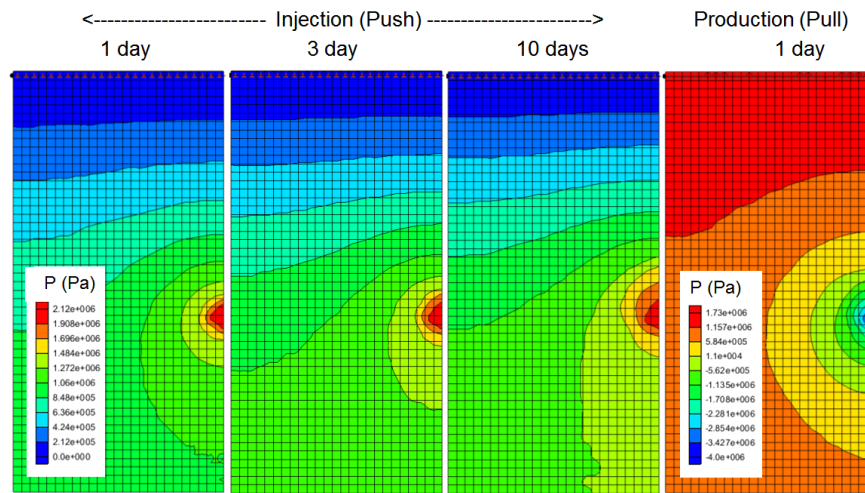 <----------------------- Injection (Push) ----------------------->
Production (Pull)
1 day
3 day
10 days
1 day
P (Pa)
2.12e+006
1.908e+006
1.696e+006
1.484e+006
1.272e+006
1.06e+006
8.48e+005
6.36e+005
4.24e+005
2.12e+005
0.0e+000
P (Pa)
1.73e+006
1.157e+006
5.84e+005
1.1e+004
-5.62e+005
-1.135e+006
-1.708e+006
-2.281e+006
-2.854e+006
-3.427e+006
-4.0e+006